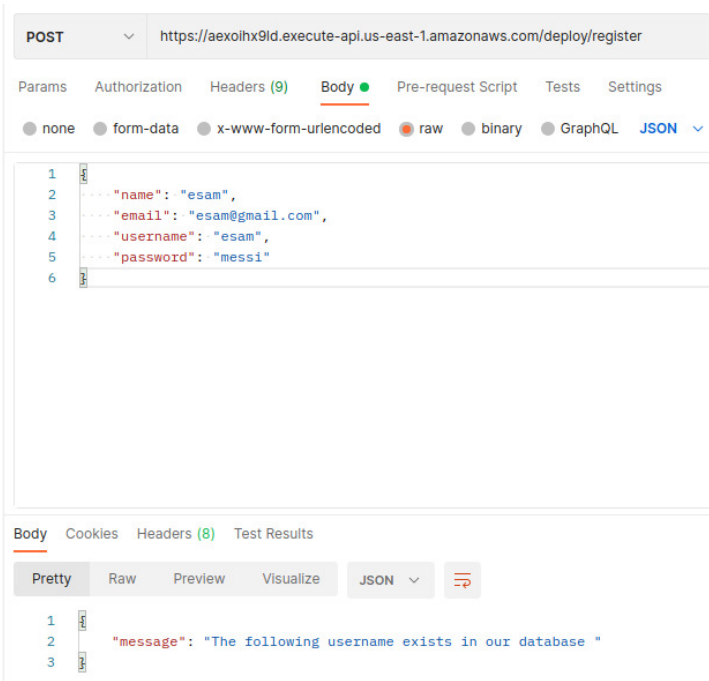 POST https://aexoihx9ld.execute-api.us-east-1.amazonaws.com/deploy/register
Params Authorization Headers (9) Body Pre-request Script Tests Settings
none form-data x-www-form-urlencoded raw binary GraphQL JSON
1 {
2 "name": "esam",
3 "email": "esam@gmail.com",
4 "username": "esam",
5 "password": "messi"
6 }
Body Cookies Headers (8) Test Results
Pretty Raw Preview Visualize JSON
1 {
2 "message": "The following username exists in our database "
3 }